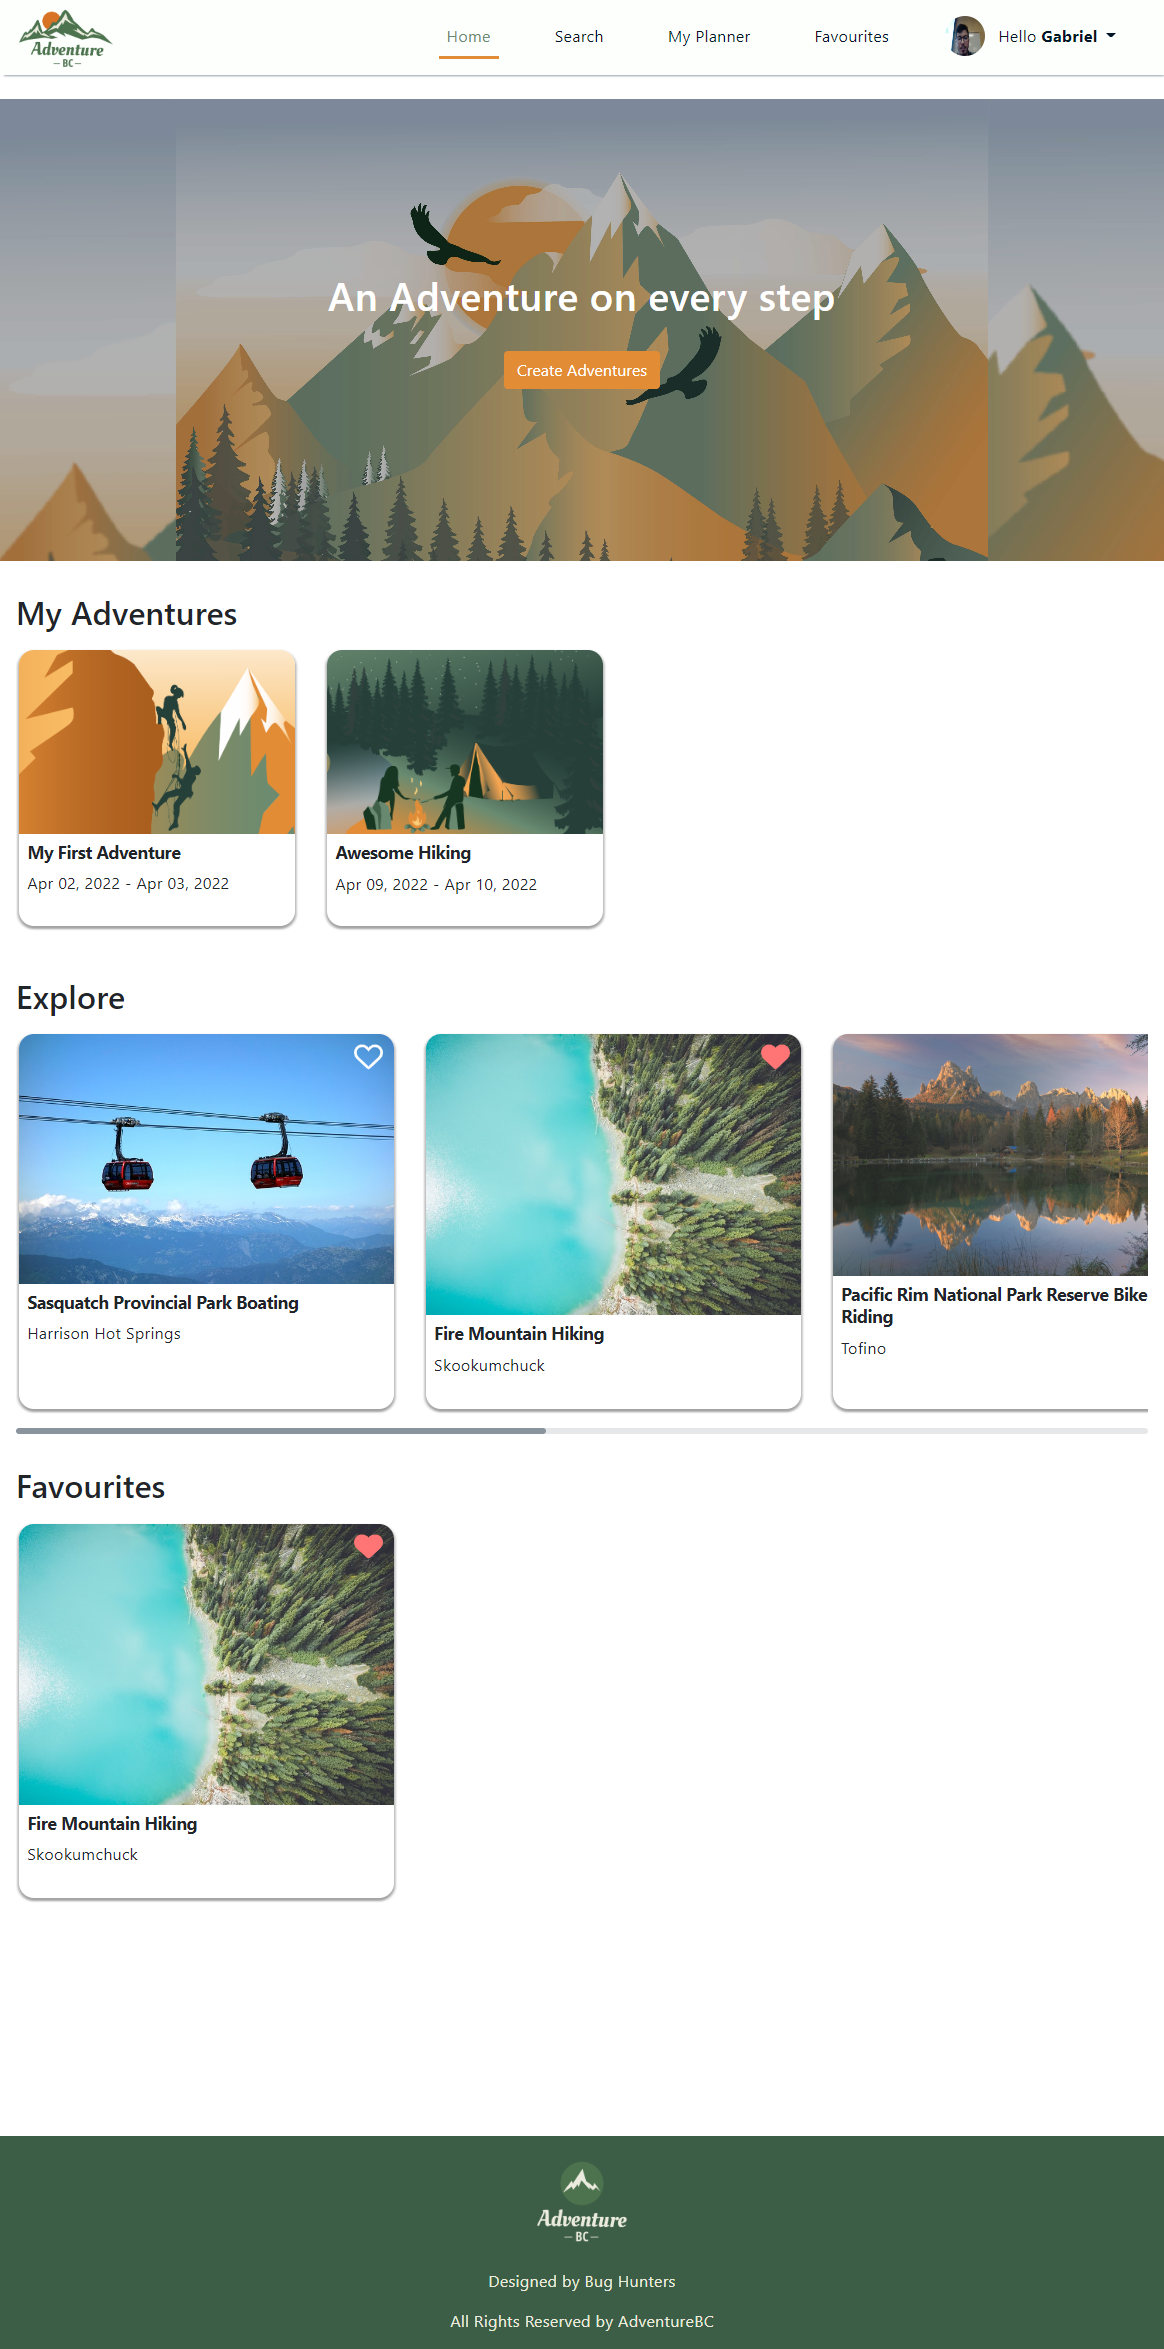 Adventure
BC
Home
Search
My Planner
Favourites
Hello Gabriel
An Adventure on every step
Create Adventures
My Adventures
My First Adventure
Apr 02, 2022 - Apr 03, 2022
Awesome Hiking
Apr 09, 2022 - Apr 10, 2022
Explore
Sasquatch Provincial Park Boating
Harrison Hot Springs
Fire Mountain Hiking
Skookumchuck
Pacific Rim National Park Reserve Bike
Riding
Tofino
Favourites
Fire Mountain Hiking
Skookumchuck
Adventure
BC
Designed by Bug Hunters
All Rights Reserved by AdventureBC